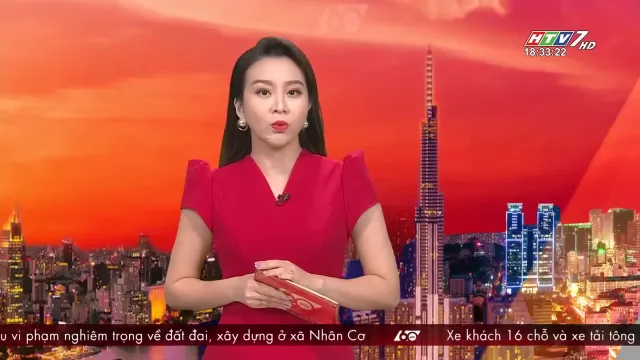 HTV7 HD
18:33:22
u vi phạm nghiêm trọng về đất đai, xây dựng ở xã Nhân Cơ 60 Xe khách 16 chỗ và xe tải tông